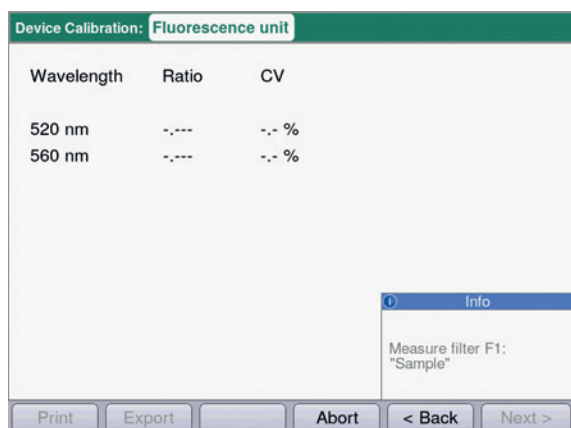 Device Calibration: Fluorescence unit
Wavelength Ratio CV
520 nm -.--- -.- %
560 nm -.--- -.- %
Info
Measure filter F1:
"Sample"
Print Export Abort < Back Next >